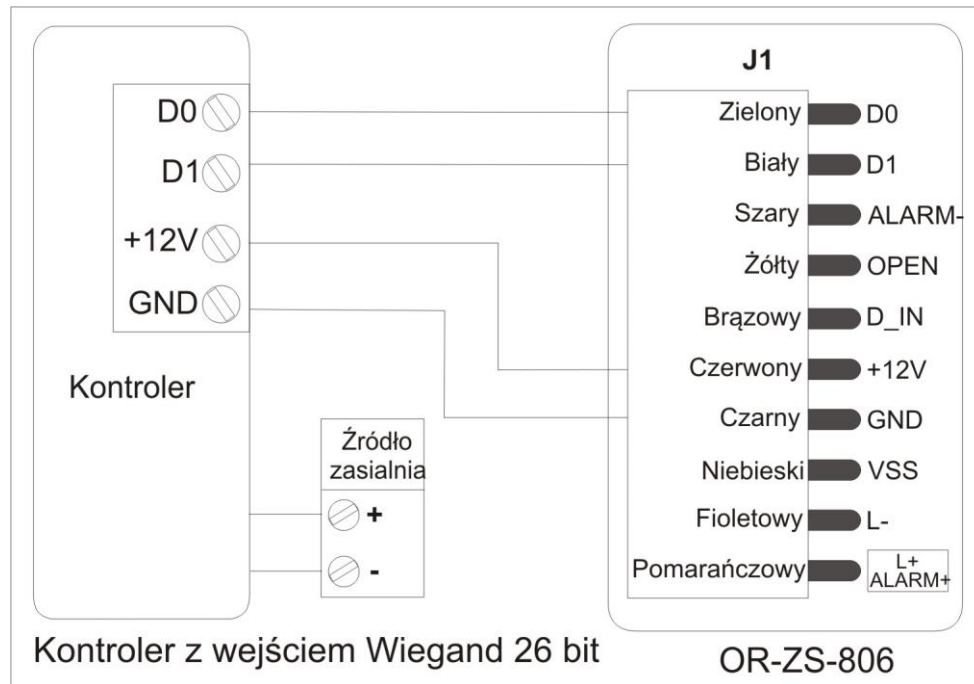 D0
D1
+12V
GND
Kontroler
Źródło
zasialnia
+
-
J1
Zielony D0
Biały D1
Szary ALARM-
Żółty OPEN
Brązowy D_IN
Czerwony +12V
Czarny GND
Niebieski VSS
Fioletowy L-
Pomarańczowy L+
ALARM+
Kontroler z wejściem Wiegand 26 bit
OR-ZS-806